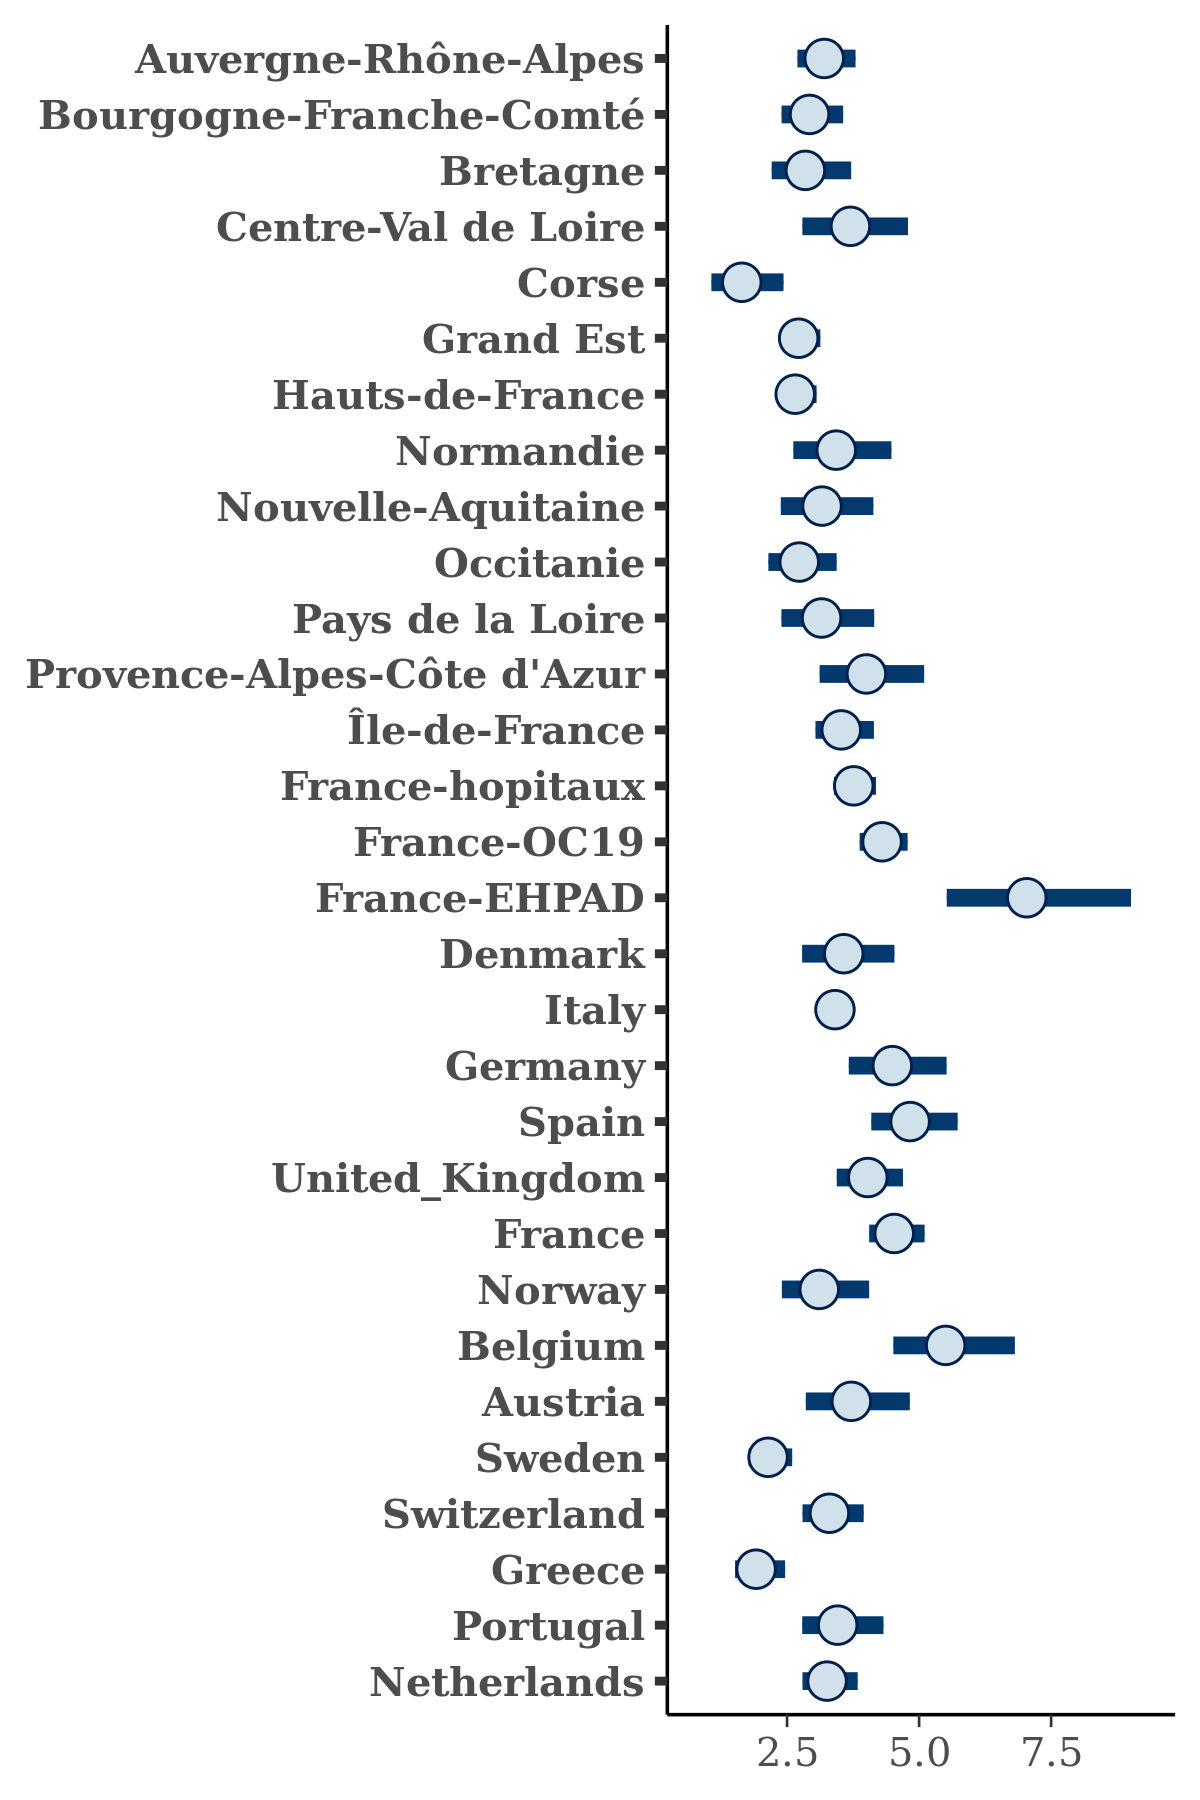 Auvergne-Rhône-Alpes
Bourgogne-Franche-Comté
Bretagne
Centre-Val de Loire
Corse
Grand Est
Hauts-de-France
Normandie
Nouvelle-Aquitaine
Occitanie
Pays de la Loire
Provence-Alpes-Côte d'Azur
Île-de-France
France-hopitaux
France-OC19
France-EHPAD
Denmark
Italy
Germany
Spain
United_Kingdom
France
Norway
Belgium
Austria
Sweden
Switzerland
Greece
Portugal
Netherlands
2.5 5.0 7.5